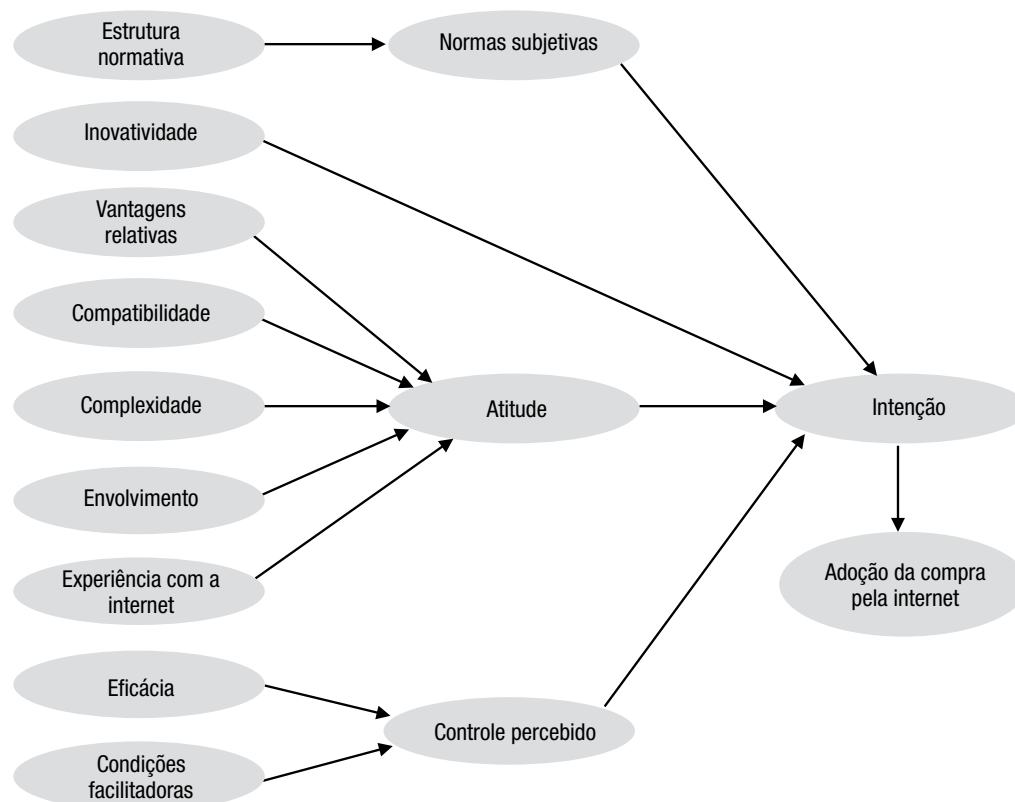 Estrutura
normativa
Normas subjetivas
Inovatividade
Vantagens
relativas
Compatibilidade
Complexidade
Atitude
Intenção
Envolvimento
Experiência com a
internet
Adoção da compra
pela internet
Eficácia
Controle percebido
Condições
facilitadoras